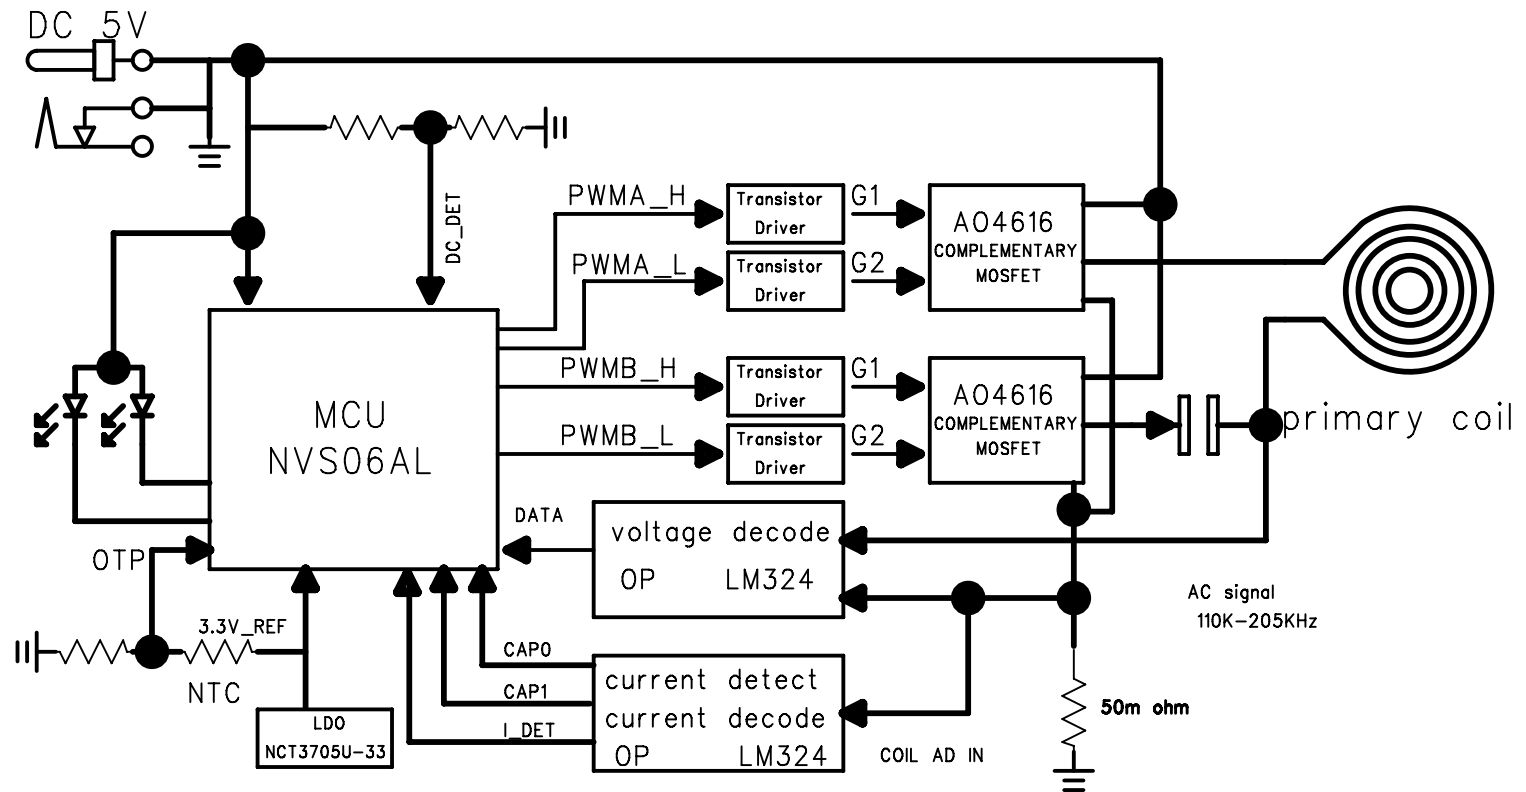 DC 5V
DC_DET
PWMA_H
Transistor
Driver
G1
AO4616
COMPLEMENTARY
MOSFET
PWMA_L
Transistor
Driver
G2
MCU
NVS06AL
PWMB_H
Transistor
Driver
G1
AO4616
COMPLEMENTARY
MOSFET
PWMB_L
Transistor
Driver
G2
primary coil
DATA
voltage decode
OP LM324
OTP
AC signal
110K-205KHz
3.3V_REF
NTC
LDO
NCT3705U-33
CAP0
CAP1
I_DET
current detect
current decode
OP LM324
50m ohm
COIL AD IN